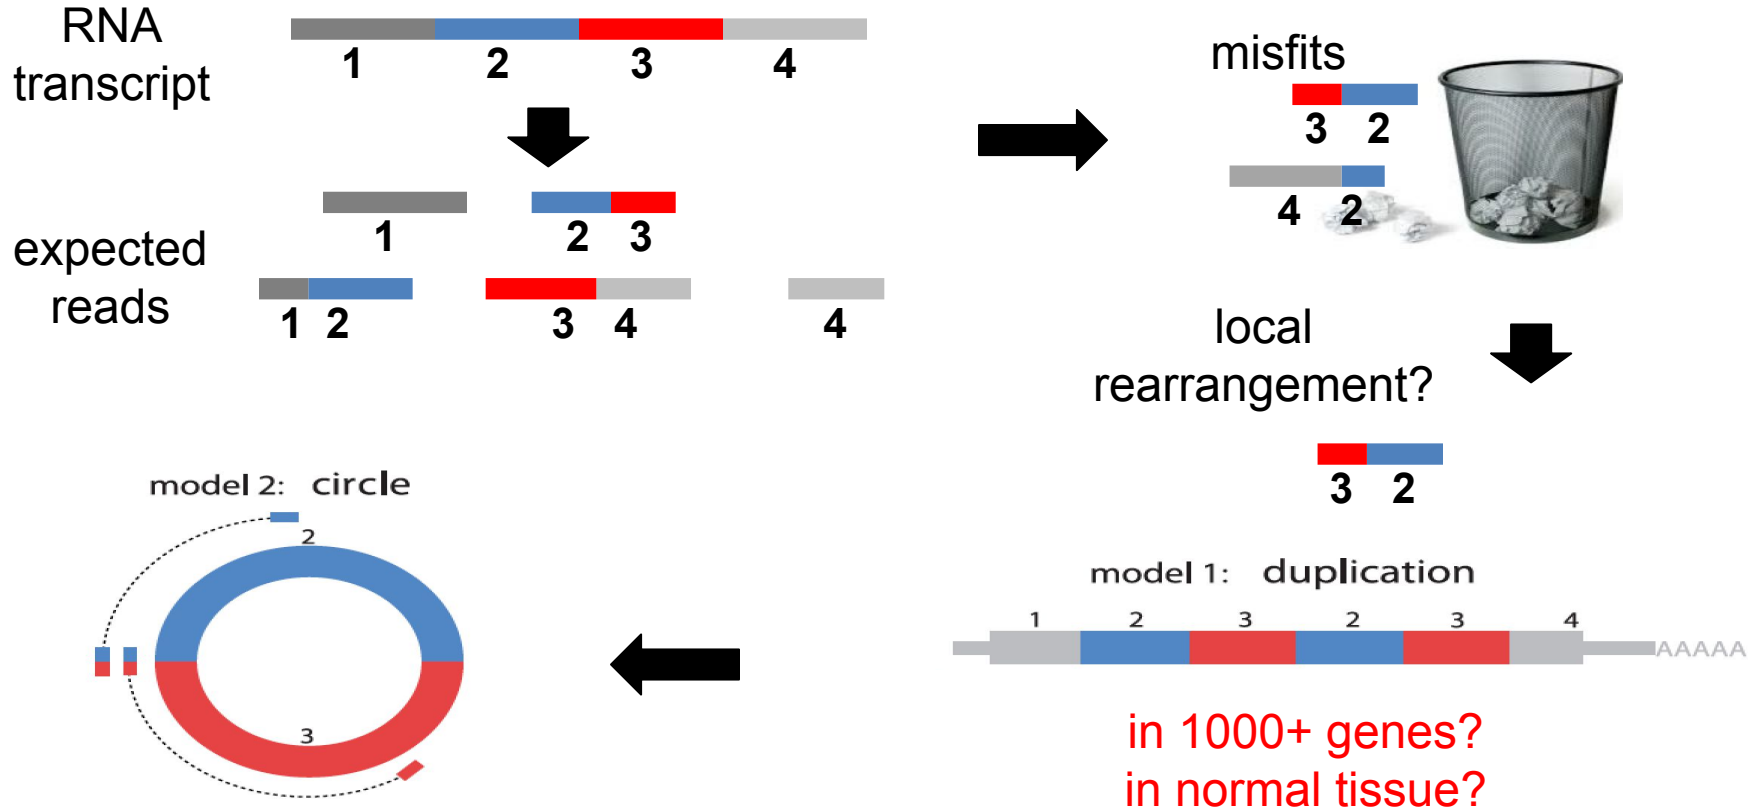 RNA
transcript
1 2 3 4
expected
reads
1 2 3
1 2 3 4 4
misfits
3 2
4 2
local
rearrangement?
3 2
model 1: duplication
1 2 3 2 3 4
AAAAA
in 1000+ genes?
in normal tissue?
model 2: circle
2
3